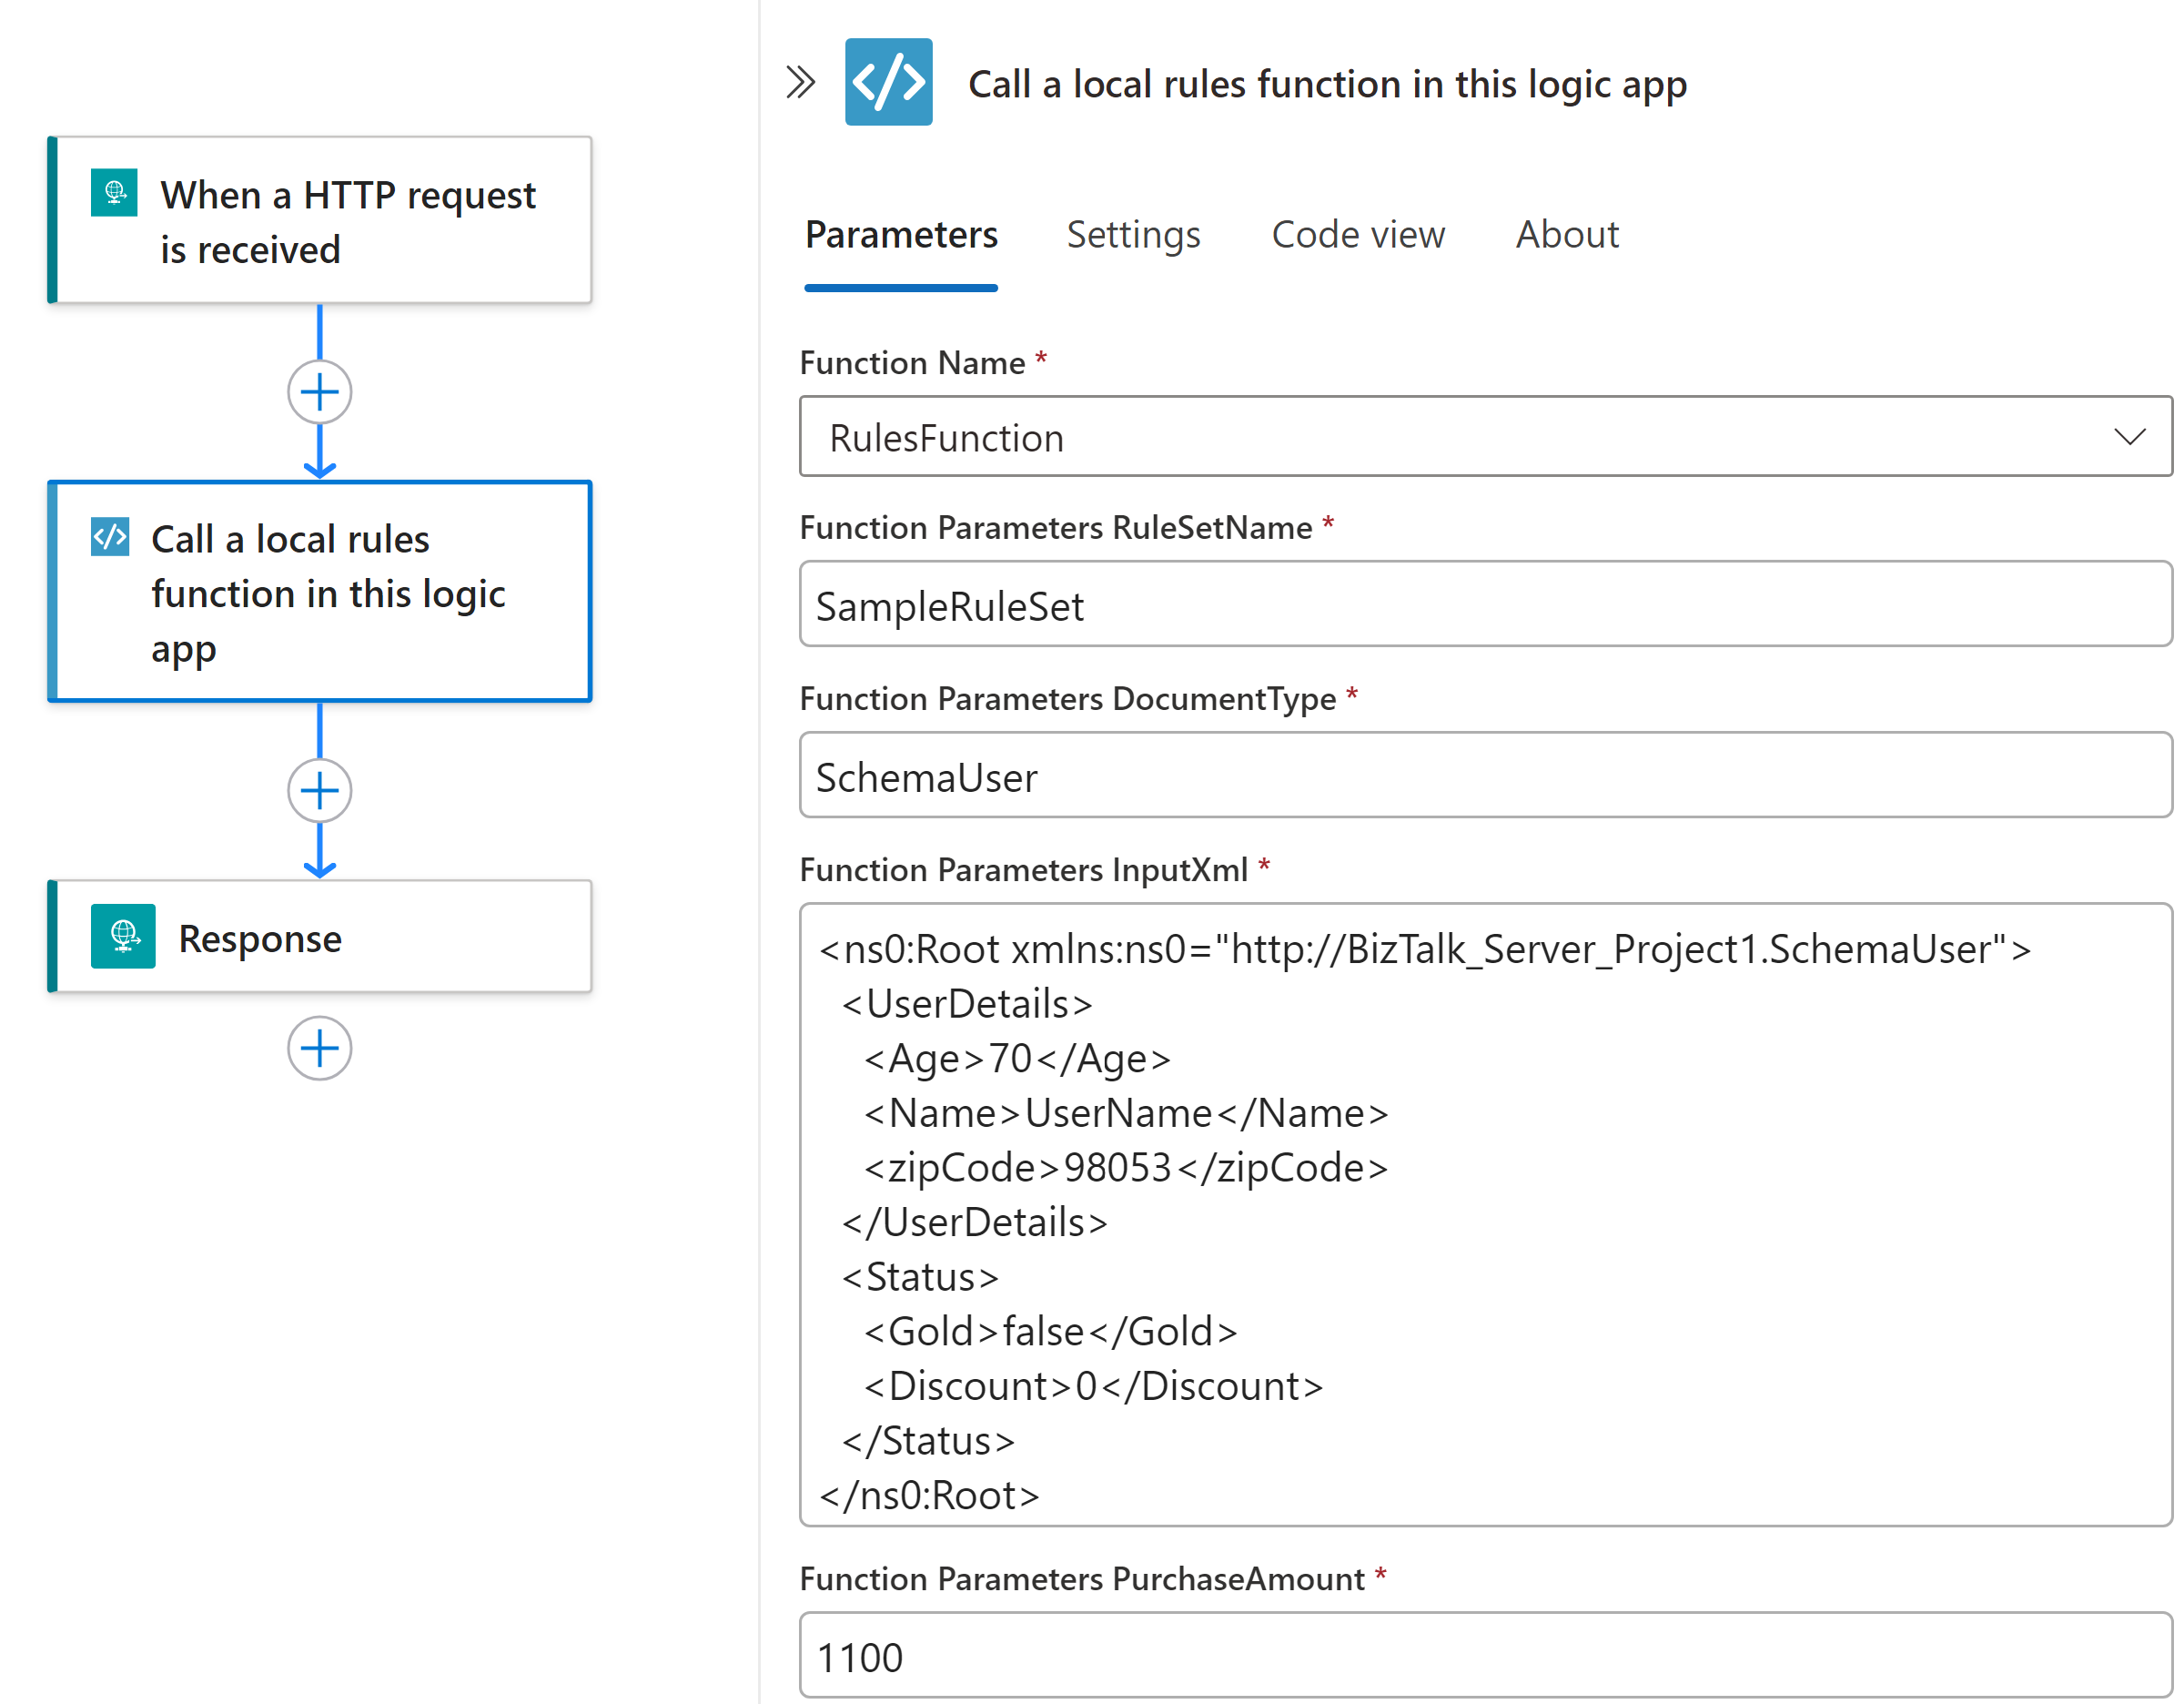 When a HTTP request
is received
Call a local rules
function in this logic
app
Response
Call a local rules function in this logic app
Parameters Settings Code view About
Function Name *
RulesFunction
Function Parameters RuleSetName *
SampleRuleSet
Function Parameters DocumentType *
SchemaUser
Function Parameters InputXml *
<ns0:Root xmlns:ns0="http://BizTalk_Server_Project1.SchemaUser">
<UserDetails>
<Age>70</Age>
<Name>UserName</Name>
<zipCode>98053</zipCode>
</UserDetails>
<Status>
<Gold>false</Gold>
<Discount>0</Discount>
</Status>
</ns0:Root>
Function Parameters PurchaseAmount *
1100